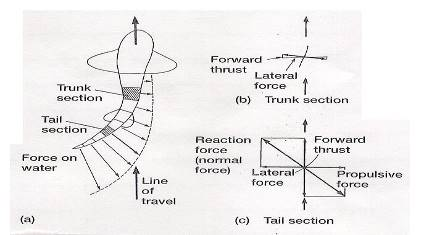 Trunk
section
Tail
section
Force on
water
Line
of
travel
(a)
Forward
thrust
Lateral
force
(b) Trunk section
Reaction
force
(normal
force)
Forward
thrust
Lateral
force
Propulsive
force
(c) Tail section